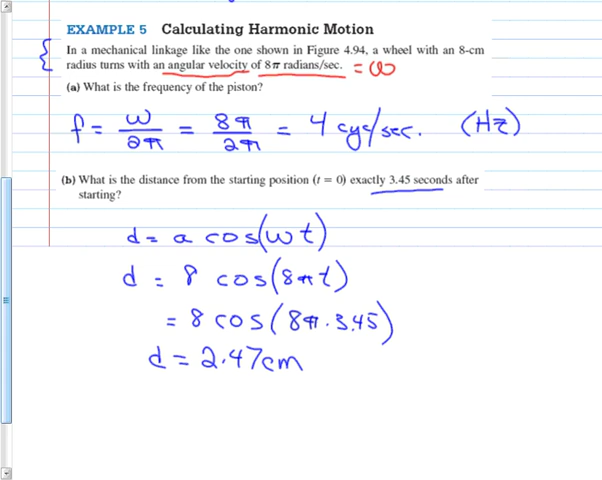 EXAMPLE 5 Calculating Harmonic Motion
In a mechanical linkage like the one shown in Figure 4.94, a wheel with an 8-cm
radius turns with an angular velocity of 8π radians/sec. = ω
(a) What is the frequency of the piston?
f = ω/2π = 8π/2π = 4 cyc/sec. (Hz)
(b) What is the distance from the starting position (t = 0) exactly 3.45 seconds after
starting?
d = a cos(ωt)
d = 8 cos(8πt)
= 8 cos(8π·3.45)
d = 2.47cm